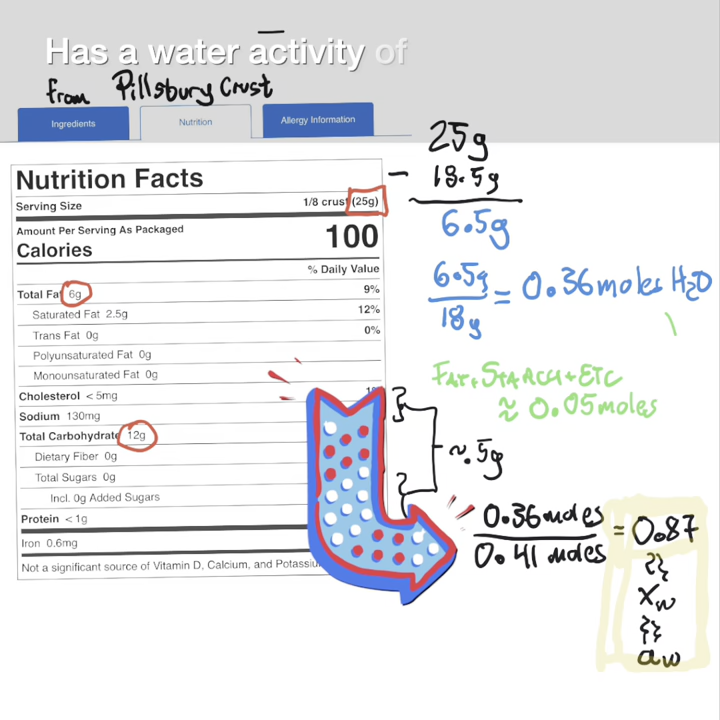 Has a water activity of
from Pillsbury Crust
Ingredients
Nutrition
Allergy Information
Nutrition Facts
Serving Size 1/8 crust (25g)
Amount Per Serving As Packaged
Calories 100
% Daily Value
Total Fat 6g 9%
Saturated Fat 2.5g 12%
Trans Fat 0g 0%
Polyunsaturated Fat 0g
Monounsaturated Fat 0g
Cholesterol < 5mg
Sodium 130mg
Total Carbohydrate 12g
Dietary Fiber 0g
Total Sugars 0g
Incl. 0g Added Sugars
Protein < 1g
Iron 0.6mg
Not a significant source of Vitamin D, Calcium, and Potassiu
25g
- 18.5g
6.5g
6.5g
18g
= 0.36 moles H2O
FAT + STARCH + ETC
≈ 0.05 moles
~.5g
0.36 moles
0.41 moles
= 0.87
Xw
aw